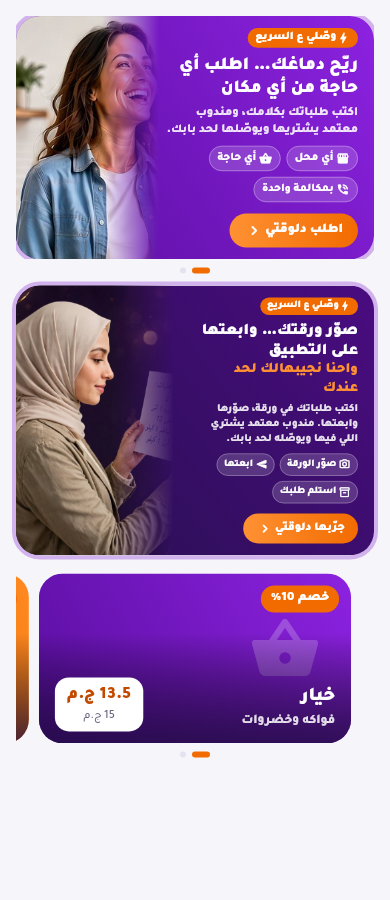 وصّلي ع السريع
ريّح دماغك... اطلب أي
حاجة من أي مكان
اكتب طلباتك بكلامك، ومندوب
معتمد يشتريها ويوصّلها لحد بابك.
أي محل
أي حاجة
بمكالمة واحدة
اطلب دلوقتي
وصّلي ع السريع
صوّر ورقتك... وابعتها
على التطبيق
واحنا نجيبهالك لحد
عندك
اكتب طلباتك في ورقة، صوّرها
وابعتها. مندوب معتمد يشتري
اللي فيها ويوصّله لحد بابك.
صوّر الورقة
ابعتها
استلم طلبك
جرّبها دلوقتي
خصم 10%
خيار
فواكه وخضروات
13.5 ج.م
15 ج.م